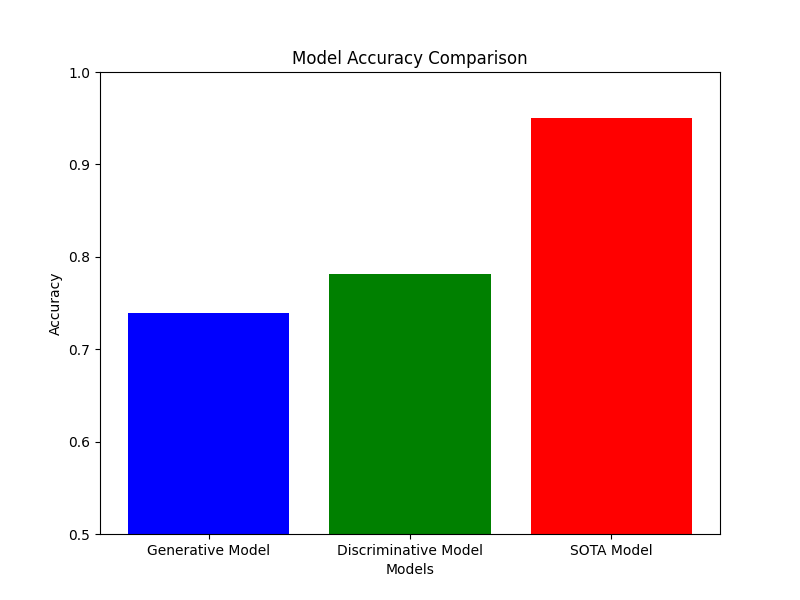 Model Accuracy Comparison
1.0
0.9
0.8
0.7
0.6
0.5
Accuracy
Generative Model
Discriminative Model
SOTA Model
Models